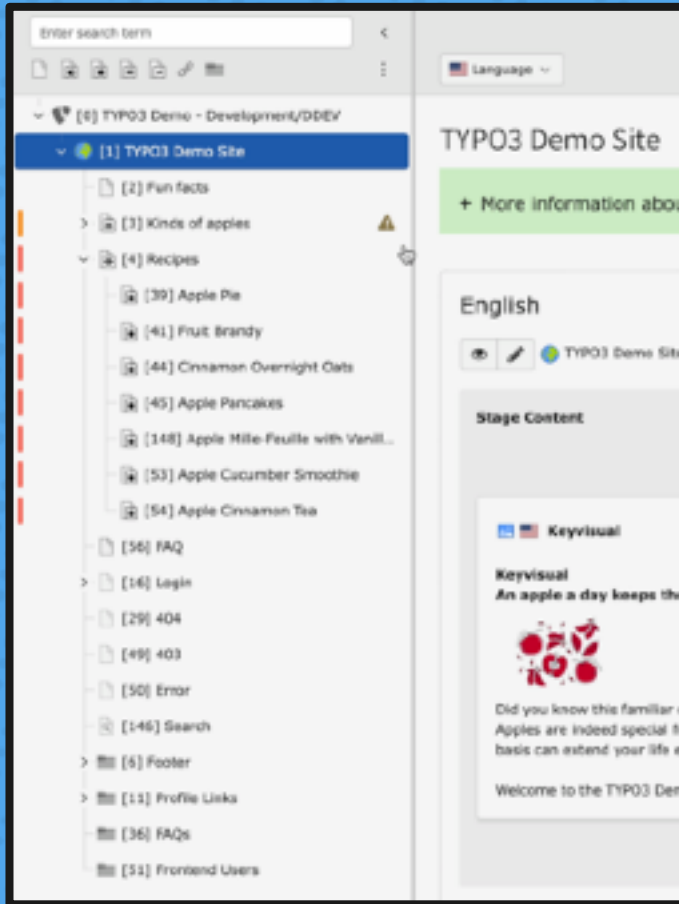 Enter search term
[0] TYPO3 Demo - Development/DDEV
[1] TYPO3 Demo Site
[2] Fun facts
[3] Kinds of apples
[4] Recipes
[39] Apple Pie
[41] Fruit Brandy
[44] Cinnamon Overnight Oats
[45] Apple Pancakes
[148] Apple Mille-Feuille with Vanill...
[53] Apple Cucumber Smoothie
[54] Apple Cinnamon Tea
[56] FAQ
[16] Login
[29] 404
[49] 403
[50] Error
[146] Search
[6] Footer
[11] Profile Links
[36] FAQs
[51] Frontend Users
Language
TYPO3 Demo Site
+ More information abou
English
TYPO3 Demo Site
Stage Content
Keyvisual
Keyvisual
An apple a day keeps the
Did you know this familiar
Apples are indeed special f
basis can extend your life e
Welcome to the TYPO3 Den